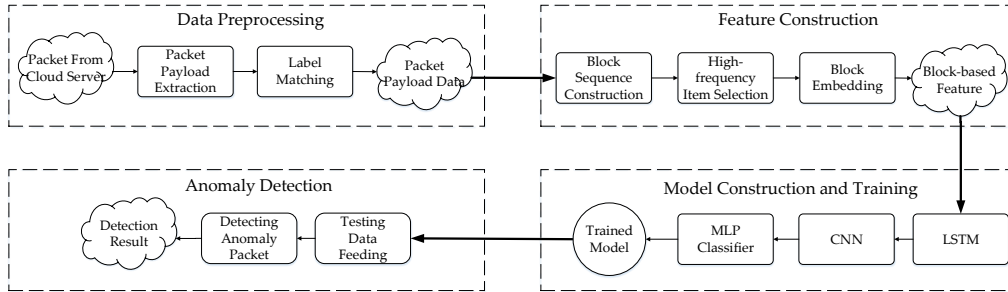 Data Preprocessing
Packet From
Cloud Server
Packet
Payload
Extraction
Label
Matching
Packet
Payload Data
Feature Construction
Block
Sequence
Construction
High-
frequency
Item Selection
Block
Embedding
Block-based
Feature
Anomaly Detection
Detection
Result
Detecting
Anomaly
Packet
Testing
Data
Feeding
Model Construction and Training
Trained
Model
MLP
Classifier
CNN
LSTM